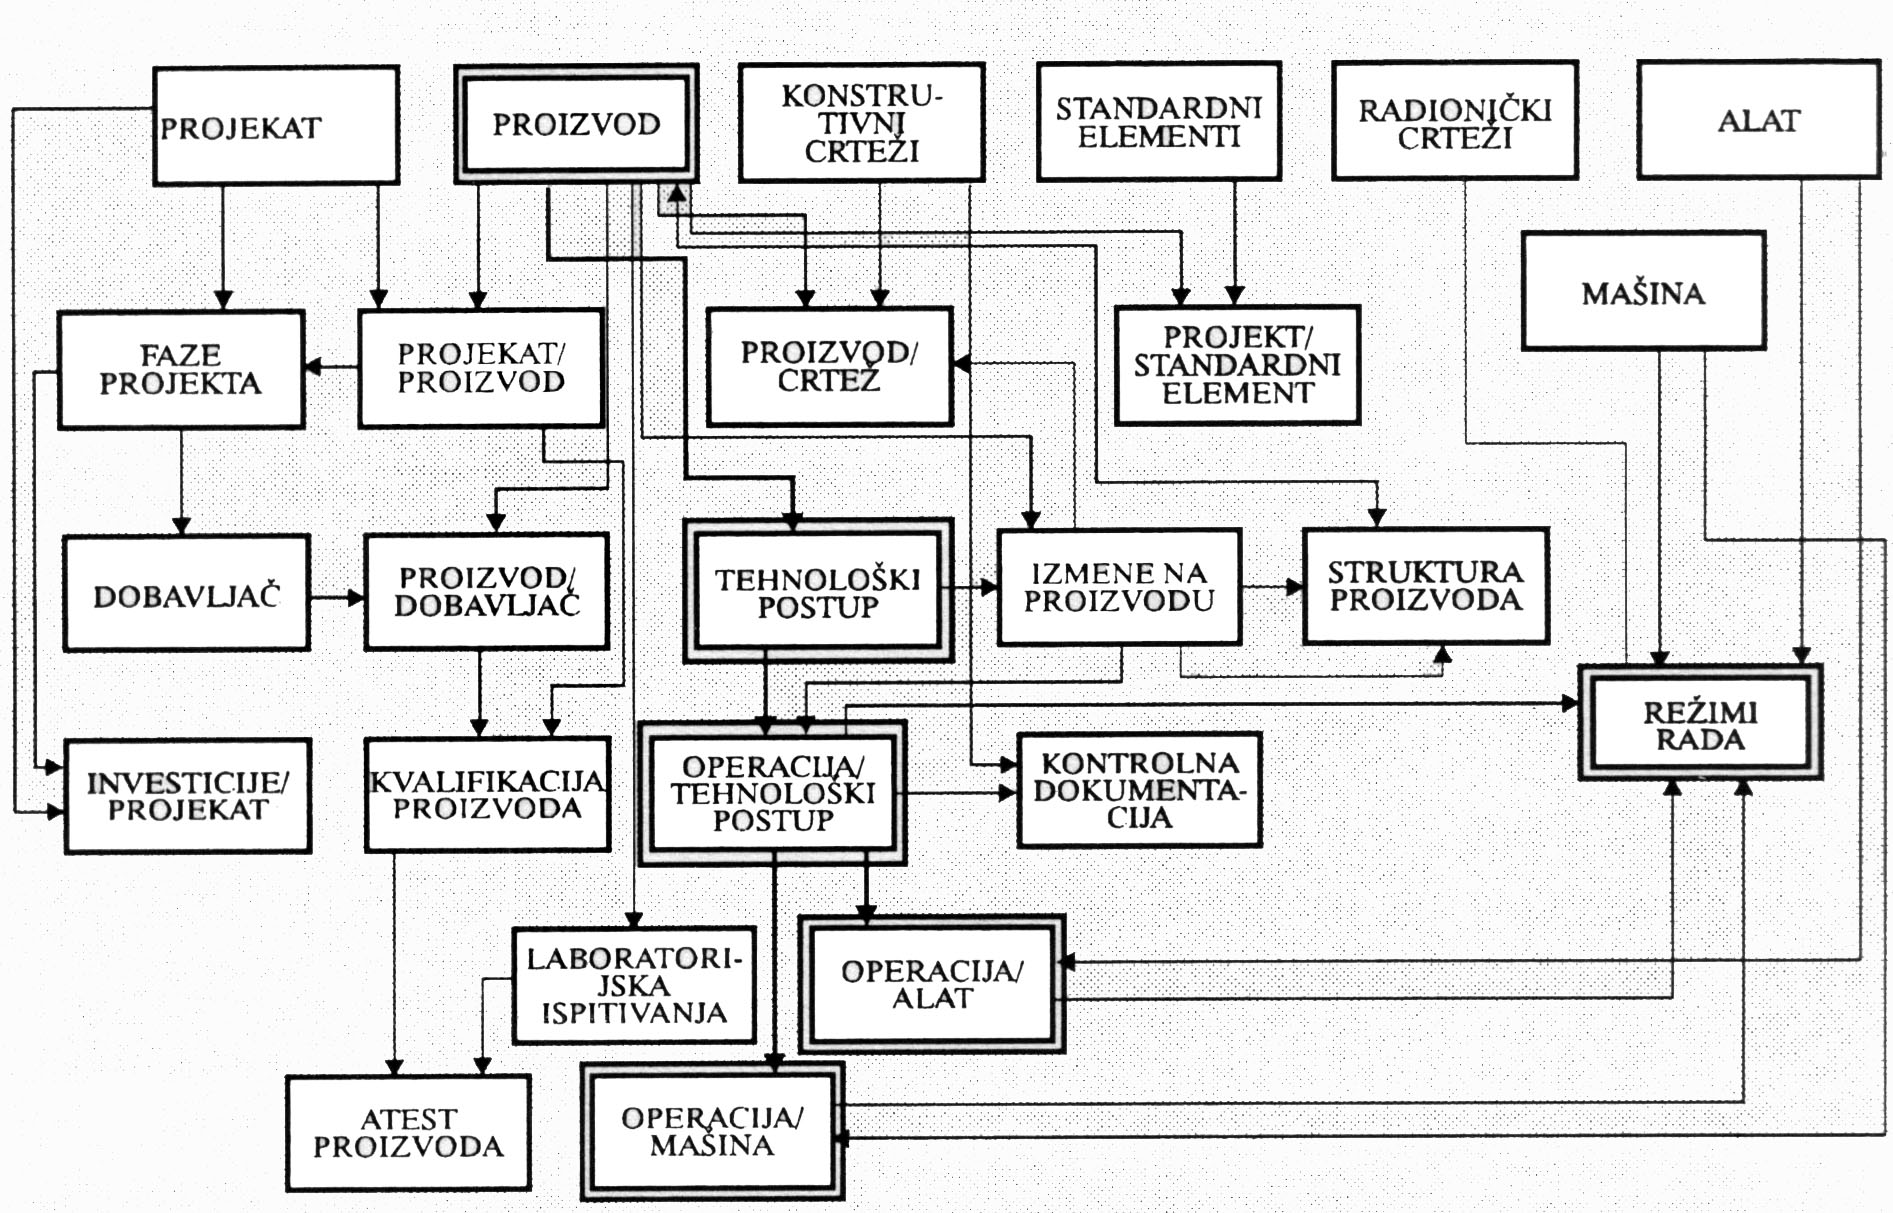 PROJEKAT
PROIZVOD
KONSTRU-
TIVNI
CRTEŽI
STANDARDNI
ELEMENTI
RADIONIČKI
CRTEŽI
ALAT
MAŠINA
FAZE
PROJEKTA
PROJEKAT/
PROIZVOD
PROIZVOD/
CRTEŽ
PROJEKT/
STANDARDNI
ELEMENT
DOBAVLJAČ
PROIZVOD/
DOBAVLJAČ
TEHNOLOŠKI
POSTUP
IZMENE NA
PROIZVODU
STRUKTURA
PROIZVODA
REŽIMI
RADA
INVESTICIJE/
PROJEKAT
KVALIFIKACIJA
PROIZVODA
OPERACIJA/
TEHNOLOŠKI
POSTUP
KONTROLNA
DOKUMENTA-
CIJA
LABORATORI-
JSKA
ISPITIVANJA
OPERACIJA/
ALAT
ATEST
PROIZVODA
OPERACIJA/
MAŠINA